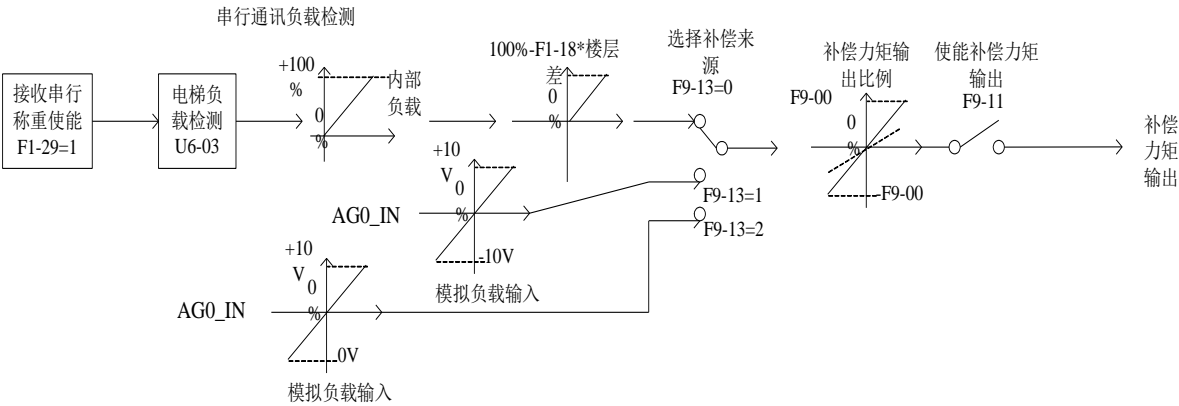 串行通讯负载检测
接收串行
称重使能
F1-29=1
电梯负
载检测
U6-03
+100
%
0
%
内部
负载
100%-F1-18*楼层
差
0
%
选择补偿来
源
F9-13=0
补偿力矩输
出比例
F9-00
0
%
-F9-00
使能补偿力矩
输出
F9-11
补偿
力矩
输出
+10
V
0
%
AG0_IN
-10V
模拟负载输入
F9-13=1
F9-13=2
+10
V
0
%
AG0_IN
0V
模拟负载输入